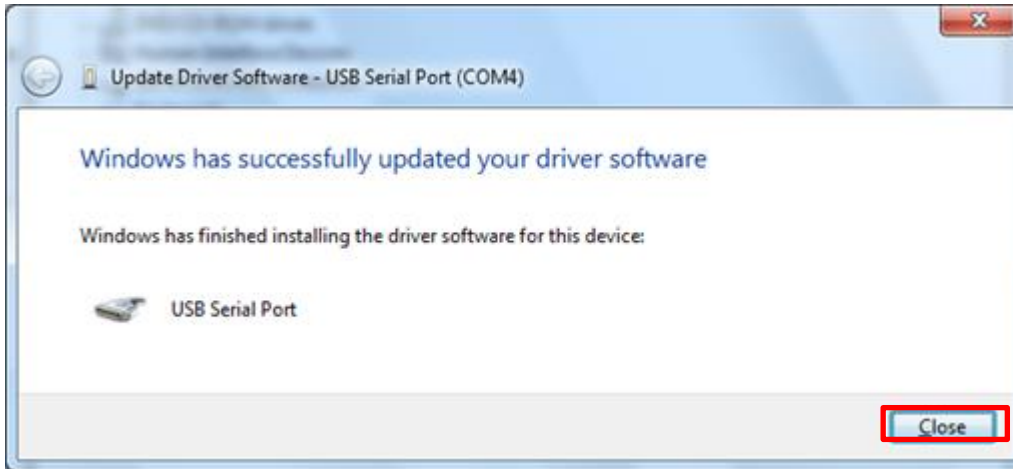 Update Driver Software - USB Serial Port (COM4)
Windows has successfully updated your driver software
Windows has finished installing the driver software for this device:
USB Serial Port
Close